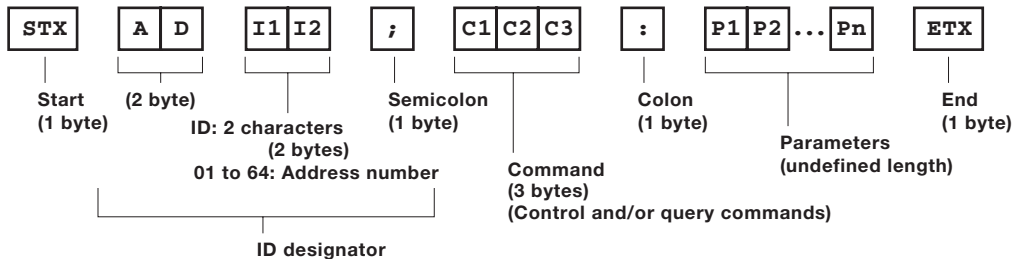 STX A D I1 I2 ; C1 C2 C3 : P1 P2 ... Pn ETX
Start
(1 byte)
(2 byte)
ID: 2 characters
(2 bytes)
01 to 64: Address number
ID designator
Semicolon
(1 byte)
Command
(3 bytes)
(Control and/or query commands)
Colon
(1 byte)
Parameters
(undefined length)
End
(1 byte)